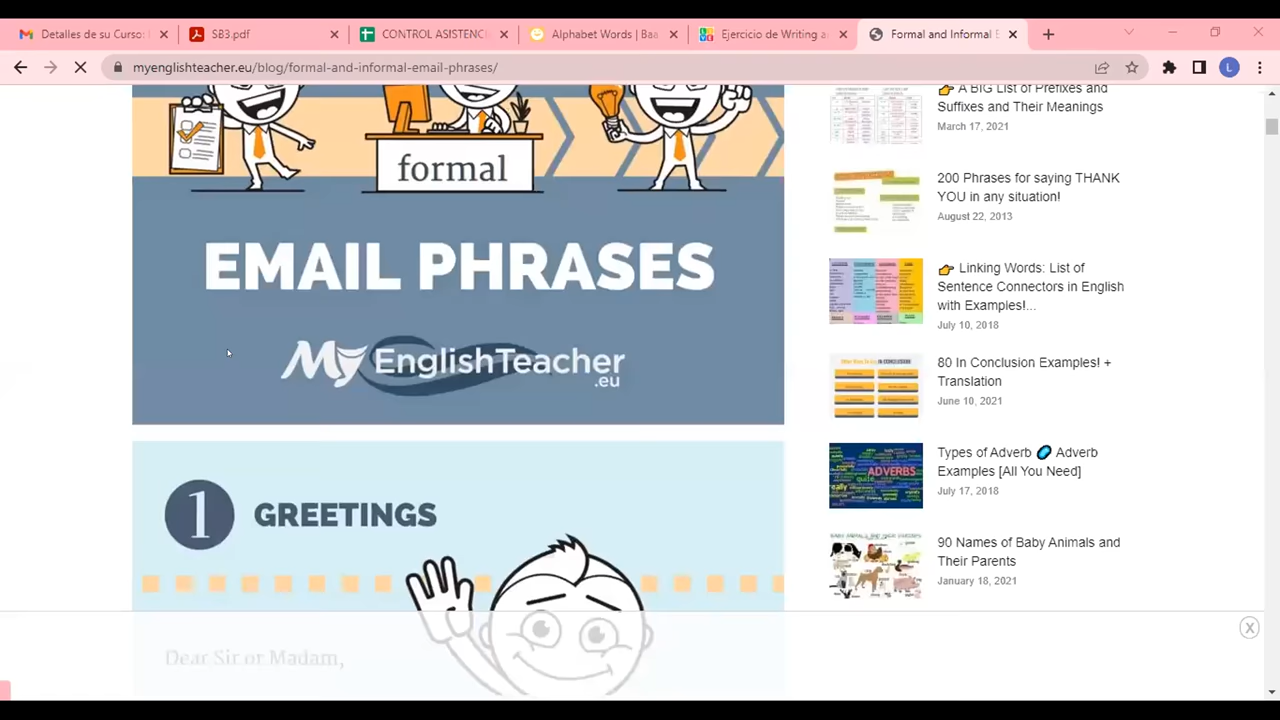 Detalles de su Curso:
SB3.pdf
CONTROL ASISTENCI
Alphabet Words | Baa
Ejercicio de Writing a
Formal and Informal E
myenglishteacher.eu/blog/formal-and-informal-email-phrases/
L
formal
EMAIL PHRASES
My EnglishTeacher
.eu
1 GREETINGS
Dear Sir or Madam,
👉 A BIG List of Prefixes and
Suffixes and Their Meanings
March 17, 2021
200 Phrases for saying THANK
YOU in any situation!
August 22, 2013
👉 Linking Words: List of
Sentence Connectors in English
with Examples!...
July 10, 2018
80 In Conclusion Examples! +
Translation
June 10, 2021
ADVERBS
Types of Adverb 🧬 Adverb
Examples [All You Need]
July 17, 2018
90 Names of Baby Animals and
Their Parents
January 18, 2021
X